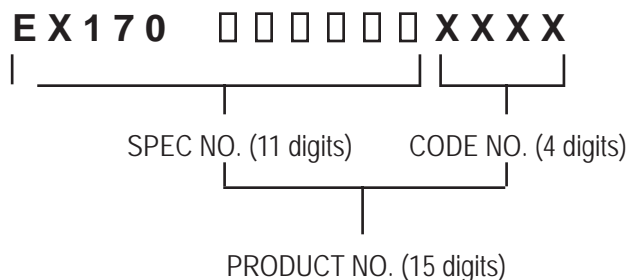 EX170 □□□□□□XXXX
SPEC NO. (11 digits) CODE NO. (4 digits)
PRODUCT NO. (15 digits)